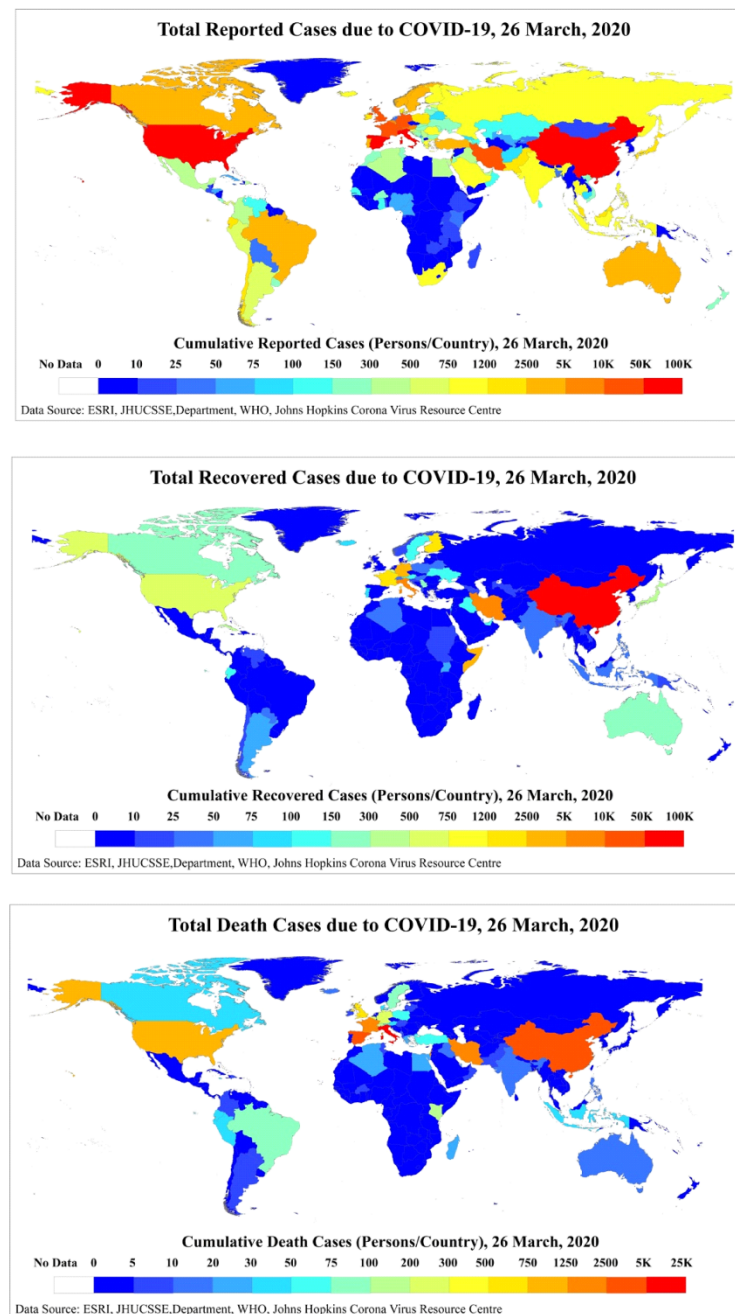 Total Reported Cases due to COVID-19, 26 March, 2020
Cumulative Reported Cases (Persons/Country), 26 March, 2020
No Data 0 10 25 50 75 100 150 300 500 750 1200 2500 5K 10K 50K 100K
Data Source: ESRI, JHUCSSE,Department, WHO, Johns Hopkins Corona Virus Resource Centre
Total Recovered Cases due to COVID-19, 26 March, 2020
Cumulative Recovered Cases (Persons/Country), 26 March, 2020
No Data 0 10 25 50 75 100 150 300 500 750 1200 2500 5K 10K 50K 100K
Data Source: ESRI, JHUCSSE,Department, WHO, Johns Hopkins Corona Virus Resource Centre
Total Death Cases due to COVID-19, 26 March, 2020
Cumulative Death Cases (Persons/Country), 26 March, 2020
No Data 0 5 10 20 30 50 75 100 200 300 500 750 1250 2500 5K 25K
Data Source: ESRI, JHUCSSE,Department, WHO, Johns Hopkins Corona Virus Resource Centre